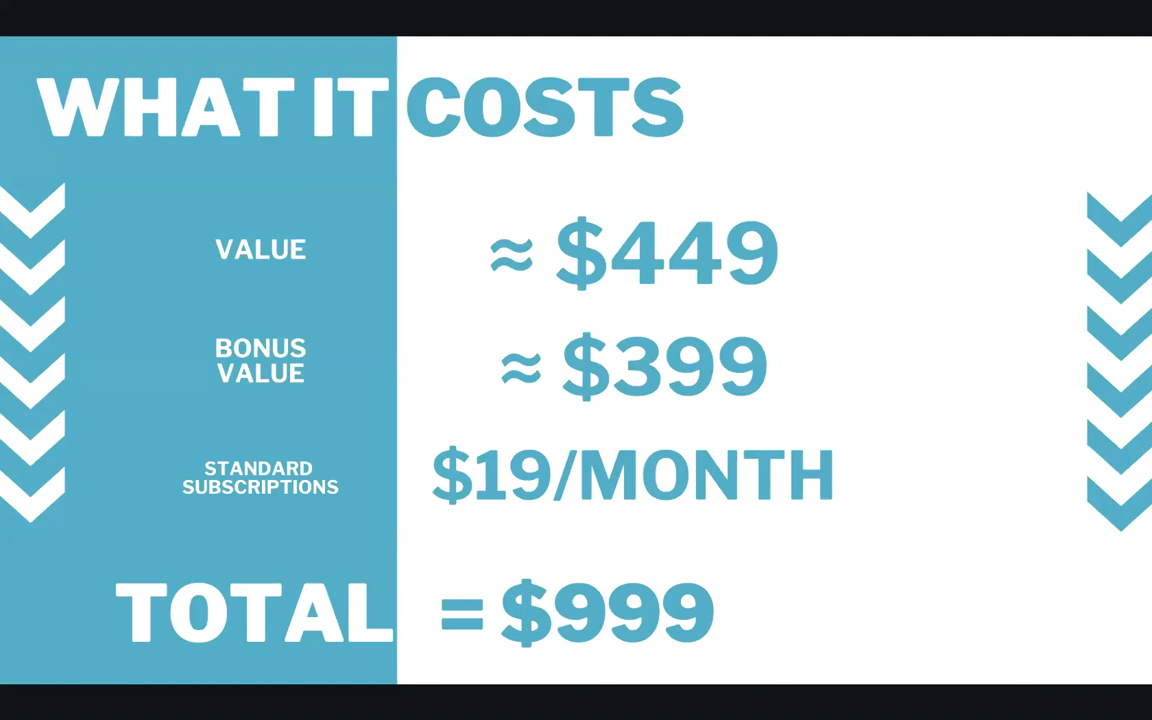 WHAT IT COSTS
VALUE ≈ $449
BONUS
VALUE
≈ $399
STANDARD
SUBSCRIPTIONS
$19/MONTH
TOTAL = $999